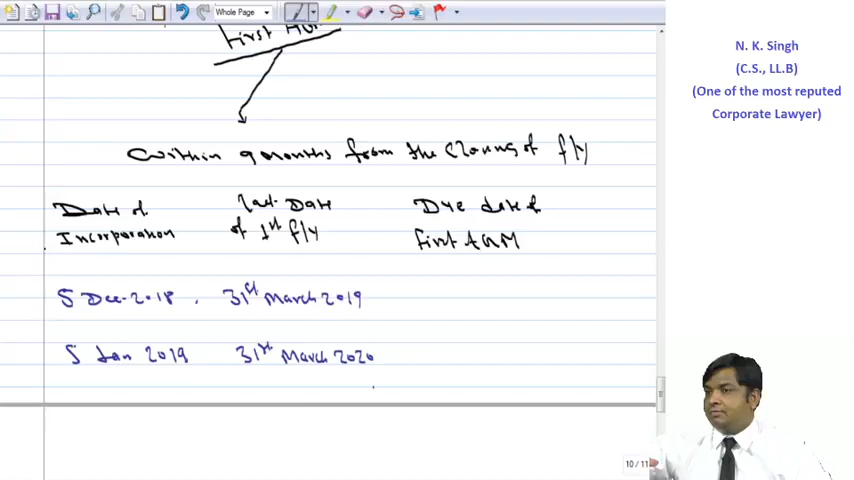 Whole Page
First AGM
within 9 months from the closing of f/y
Date of Incorporation
Last Date of 1st f/y
Due date of first AGM
5 Dec-2018 . 31st March 2019
5 Jan 2019 31st March 2020
10 / 11
N. K. Singh
(C.S., LL.B)
(One of the most reputed
Corporate Lawyer)